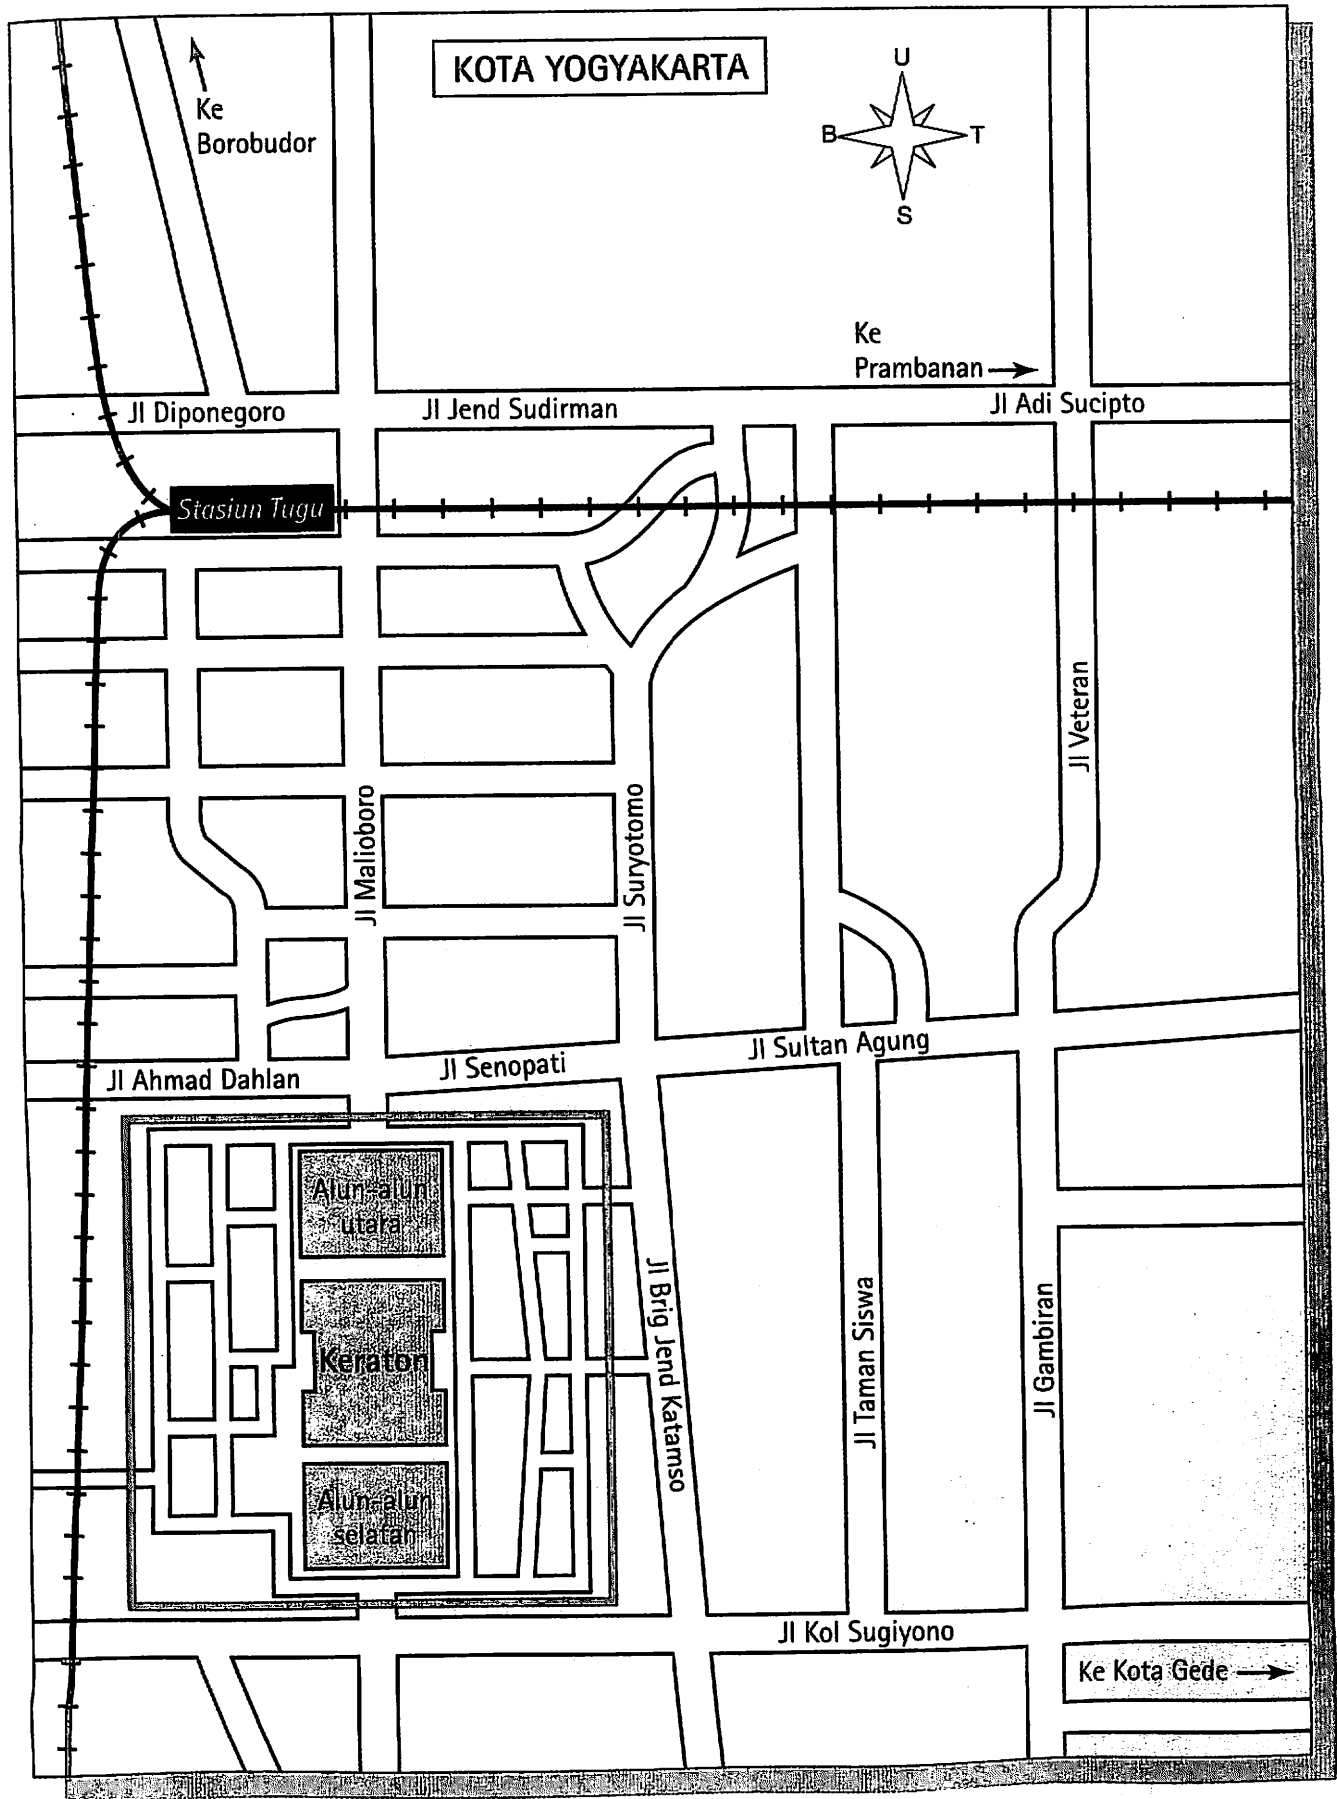 KOTA YOGYAKARTA
U
B
T
S
Ke
Borobudor
Ke
Prambanan
Jl Diponegoro
Jl Jend Sudirman
Jl Adi Sucipto
Stasiun Tugu
Jl Veteran
Jl Malioboro
Jl Suryotomo
Jl Ahmad Dahlan
Jl Senopati
Jl Sultan Agung
Alun-alun
utara
Keraton
Alun-alun
selatan
Jl Brig Jend Katamso
Jl Taman Siswa
Jl Gambiran
Jl Kol Sugiyono
Ke Kota Gede